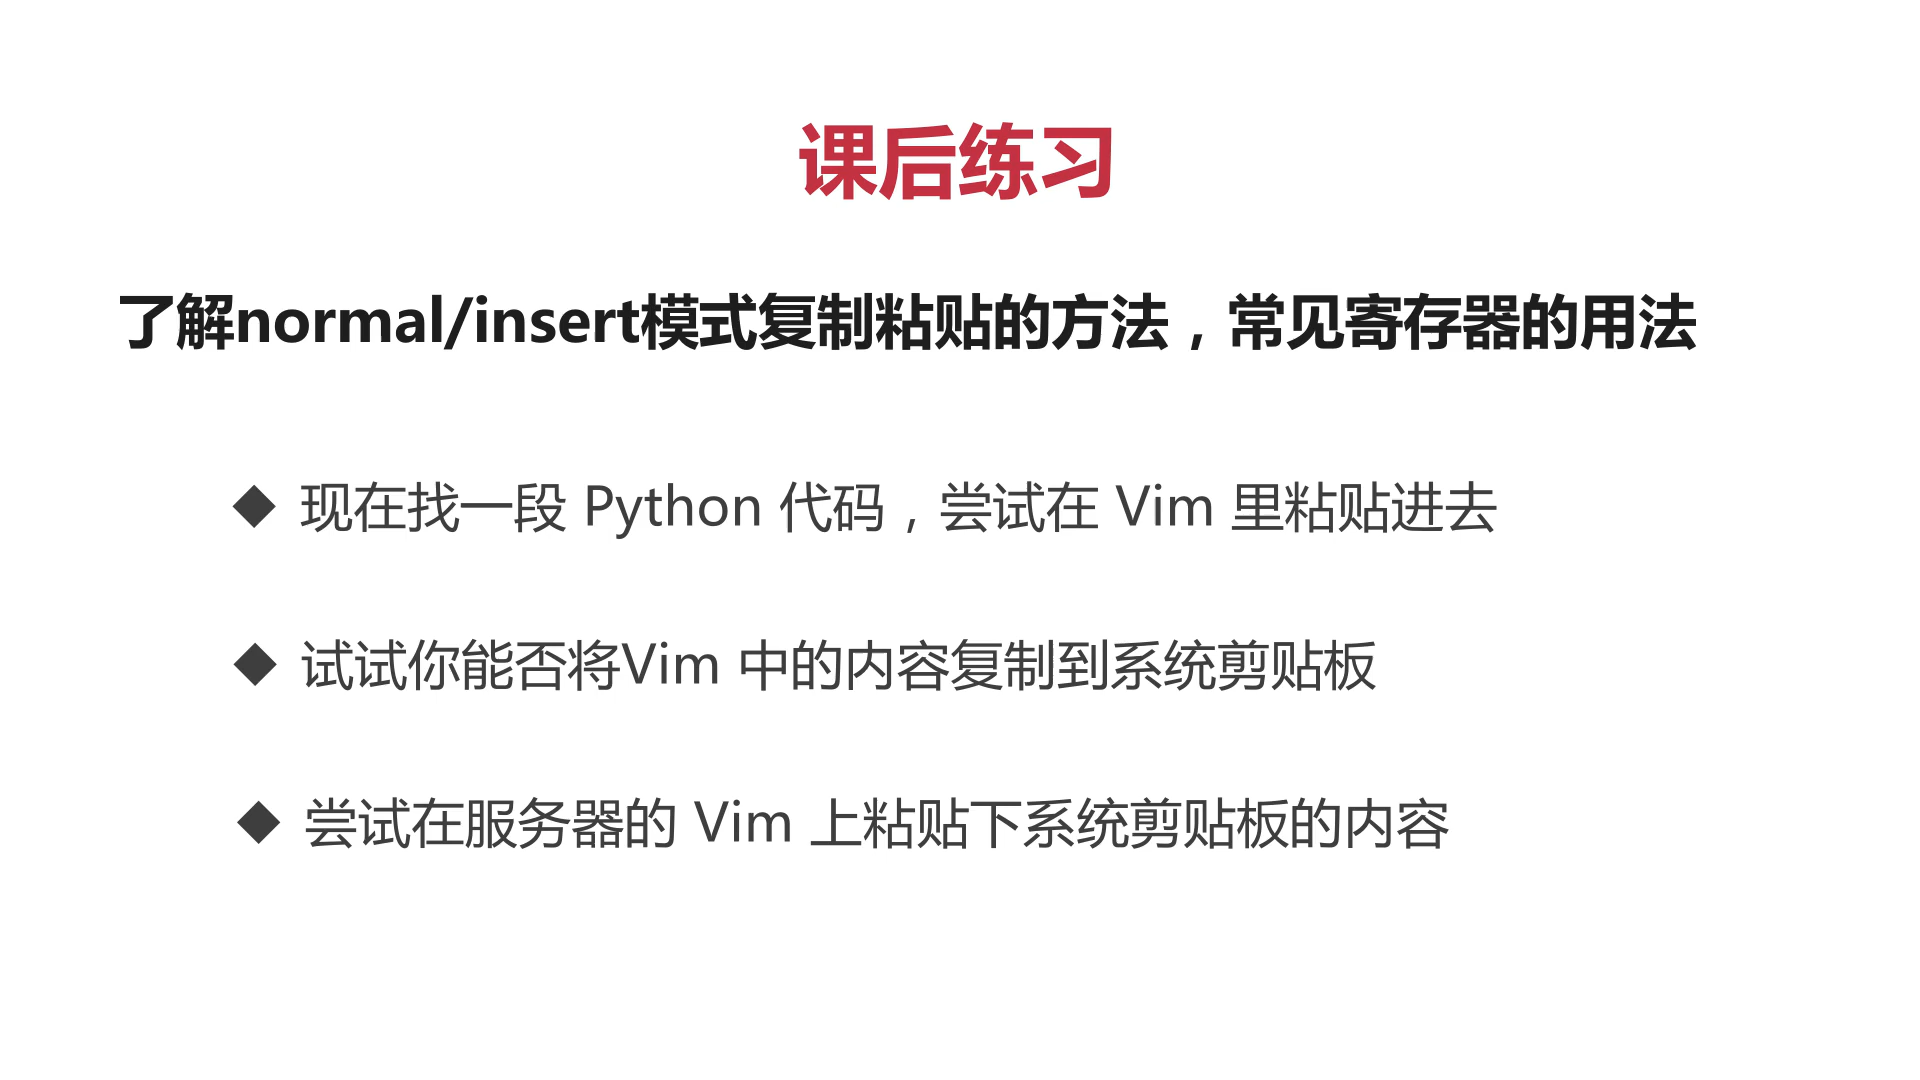 课后练习
了解normal/insert模式复制粘贴的方法，常见寄存器的用法
◆ 现在找一段 Python 代码，尝试在 Vim 里粘贴进去
◆ 试试你能否将Vim 中的内容复制到系统剪贴板
◆ 尝试在服务器的 Vim 上粘贴下系统剪贴板的内容